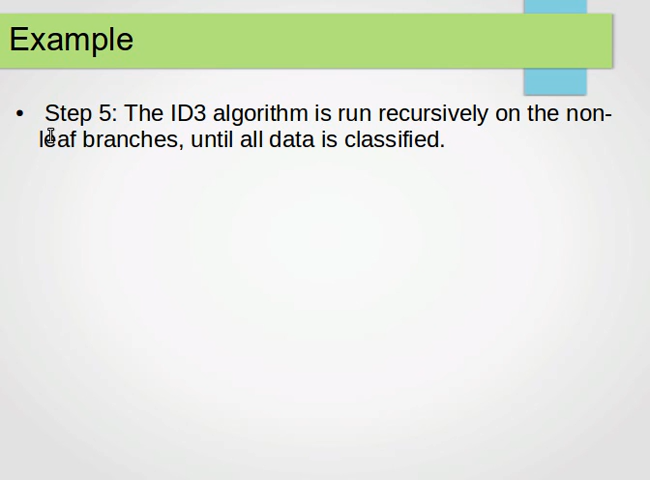 Example
• Step 5: The ID3 algorithm is run recursively on the non-
leaf branches, until all data is classified.